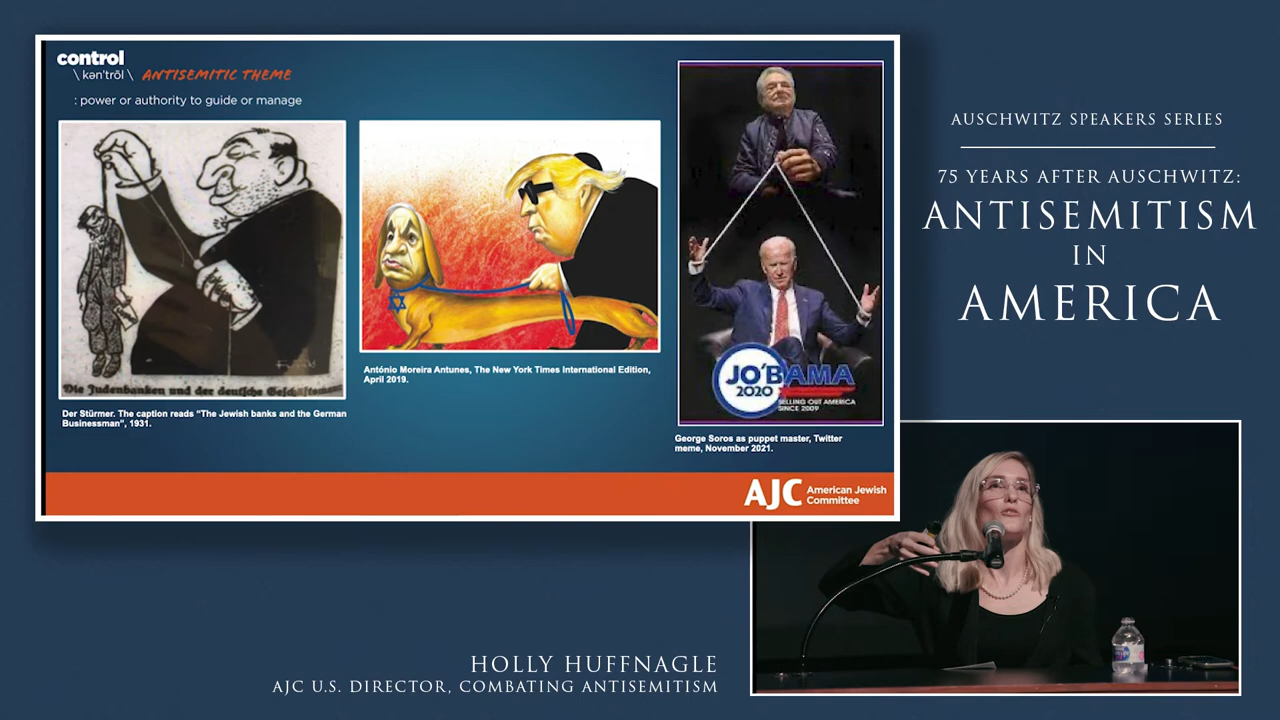 control
\ kən'trōl \ ANTISEMITIC THEME
: power or authority to guide or manage
Die Judenbanken und der deutsche Geschäftsmann
Der Stürmer. The caption reads "The Jewish banks and the German
Businessman", 1931.
António Moreira Antunes, The New York Times International Edition,
April 2019.
JO'BAMA
2020
SELLING OUT AMERICA
SINCE 2009
George Soros as puppet master, Twitter
meme, November 2021.
AJC American Jewish
Committee
AUSCHWITZ SPEAKERS SERIES
75 YEARS AFTER AUSCHWITZ:
ANTISEMITISM
IN
AMERICA
HOLLY HUFFNAGLE
AJC U.S. DIRECTOR, COMBATING ANTISEMITISM